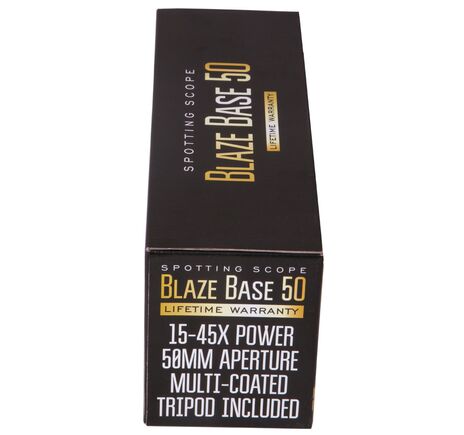 SPOTTING SCOPE
BLAZE BASE 50
LIFETIME WARRANTY
SPOTTING SCOPE
BLAZE BASE 50
LIFETIME WARRANTY
15-45X POWER
50MM APERTURE
MULTI-COATED
TRIPOD INCLUDED